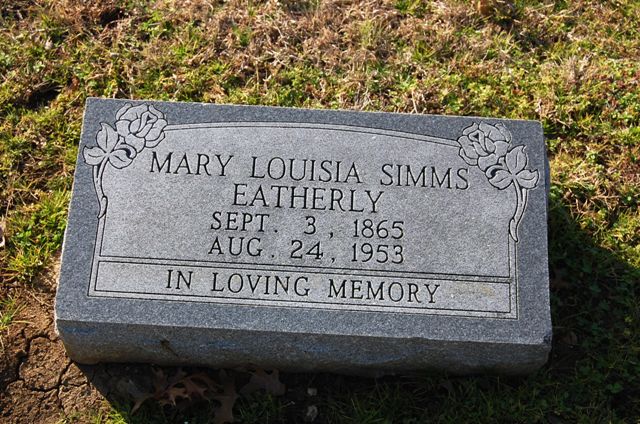 MARY LOUISIA SIMMS
EATHERLY
SEPT. 3, 1865
AUG. 24, 1953
IN LOVING MEMORY